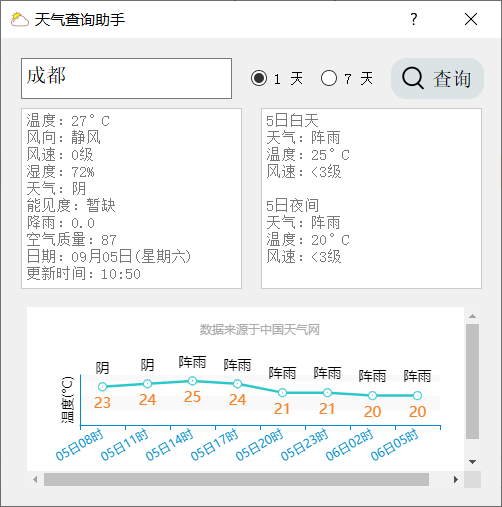 天气查询助手
成都
1 天
7 天
查询
温度：27°C
风向：静风
风速：0级
湿度：72%
天气：阴
能见度：暂缺
降雨：0.0
空气质量：87
日期：09月05日(星期六)
更新时间：10:50
5日白天
天气：阵雨
温度：25°C
风速：<3级
5日夜间
天气：阵雨
温度：20°C
风速：<3级
数据来源于中国天气网
温度(℃)
阴 阴 阵雨 阵雨 阵雨 阵雨 阵雨 阵雨
23 24 25 24 21 21 20 20
05日08时 05日11时 05日14时 05日17时 05日20时 05日23时 06日02时 06日05时